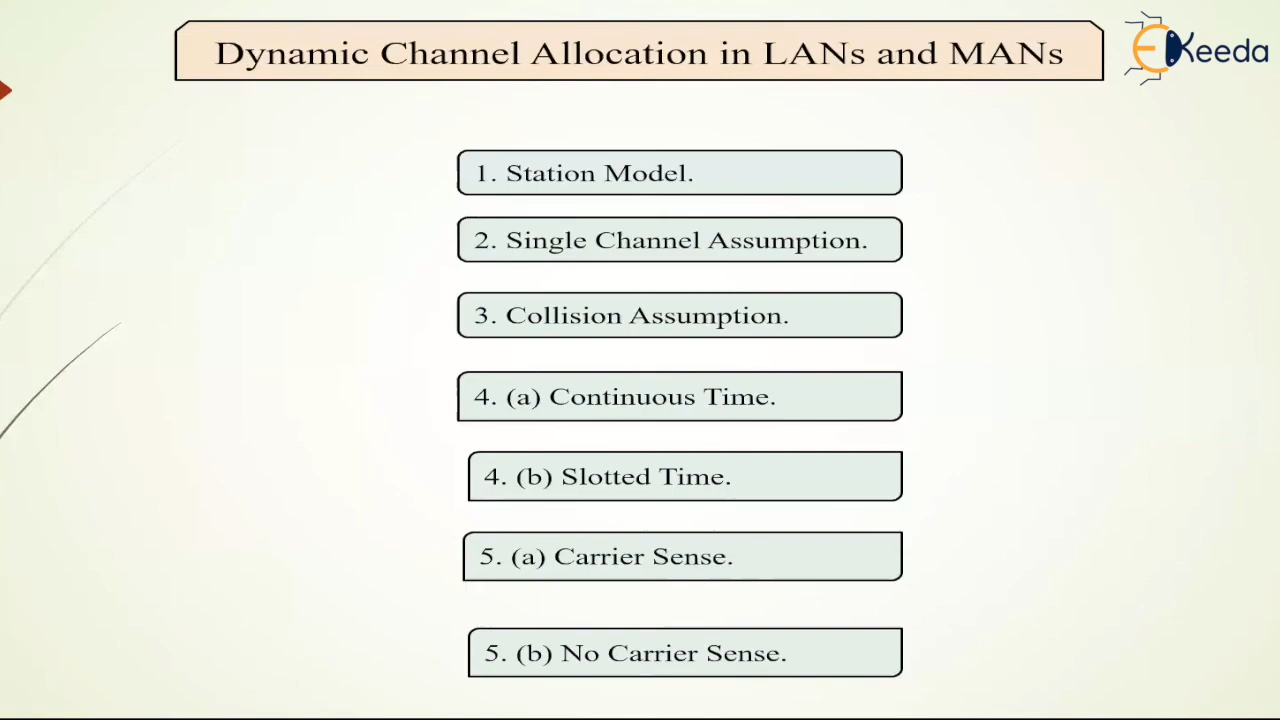 Dynamic Channel Allocation in LANs and MANs
EKeeda
1. Station Model.
2. Single Channel Assumption.
3. Collision Assumption.
4. (a) Continuous Time.
4. (b) Slotted Time.
5. (a) Carrier Sense.
5. (b) No Carrier Sense.